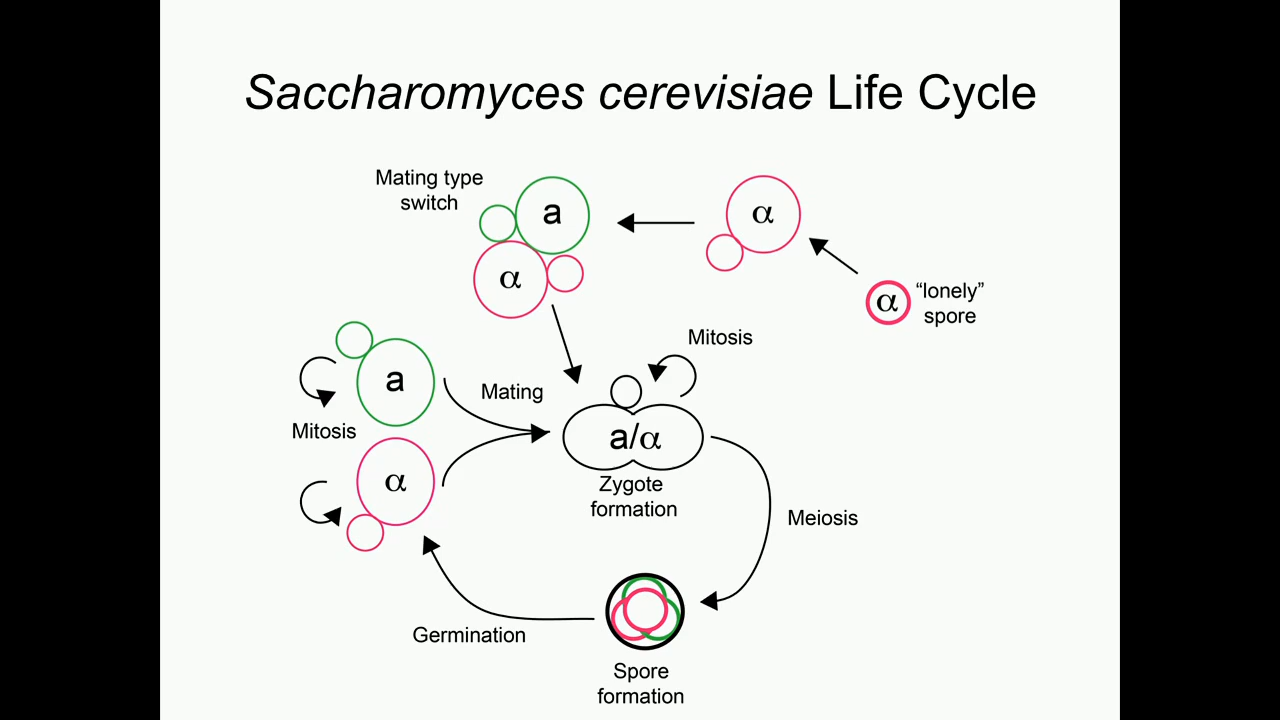 Saccharomyces cerevisiae Life Cycle
Mating type
switch
a
α
α
α
"lonely"
spore
Mitosis
a
Mating
Mitosis
a/α
α
Zygote
formation
Meiosis
Germination
Spore
formation